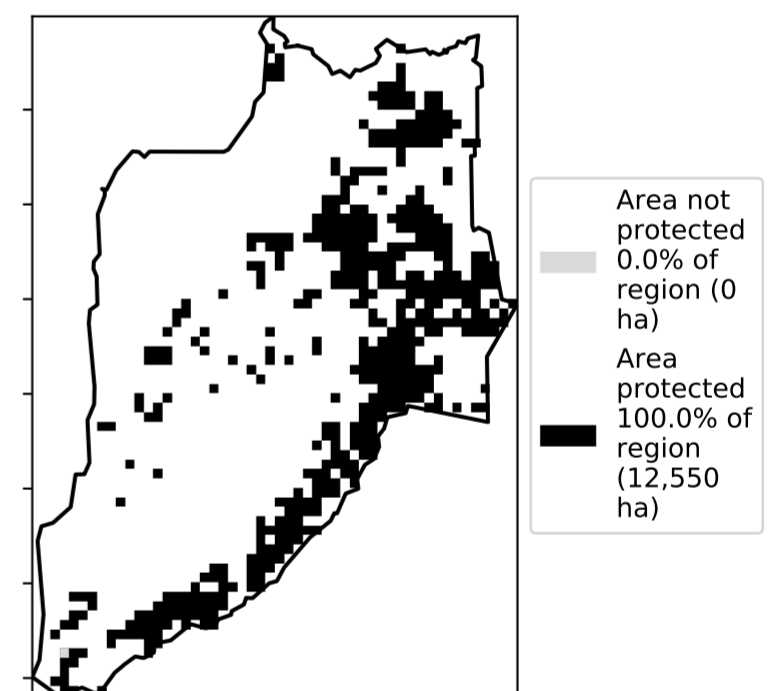 Area not
protected
0.0% of
region (0
ha)
Area
protected
100.0% of
region
(12,550
ha)